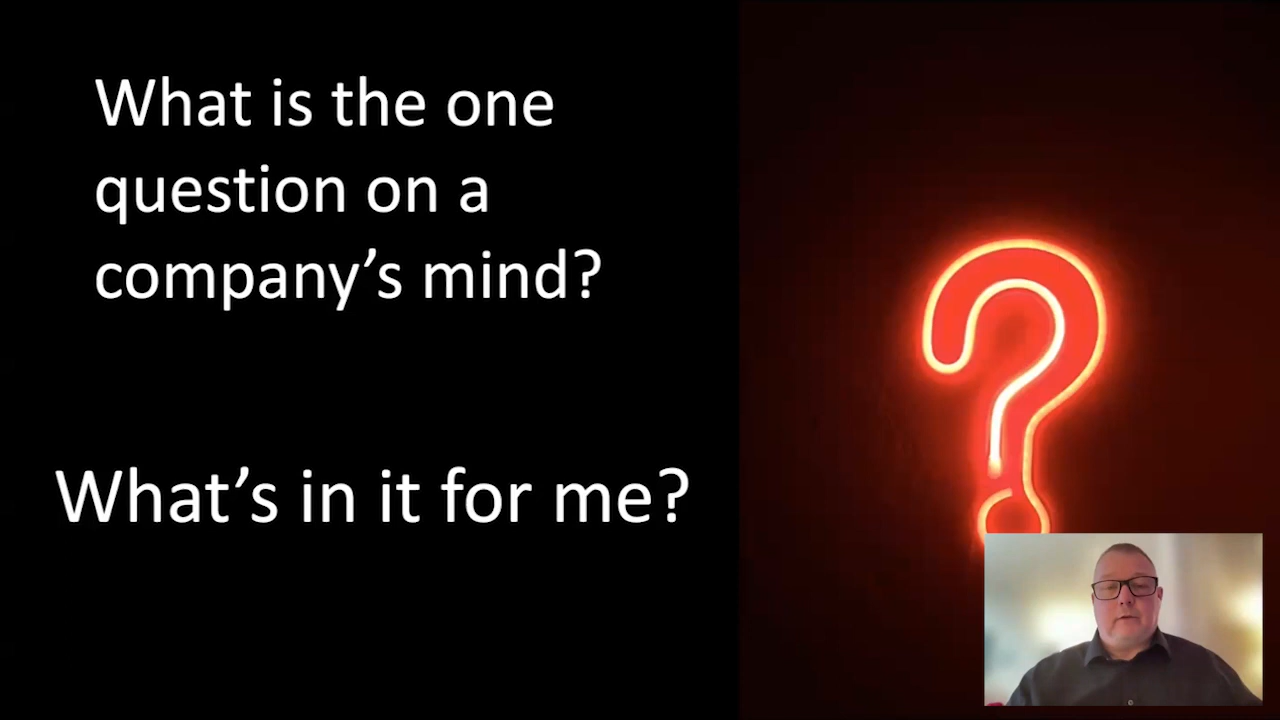 What is the one
question on a
company’s mind?
What’s in it for me?